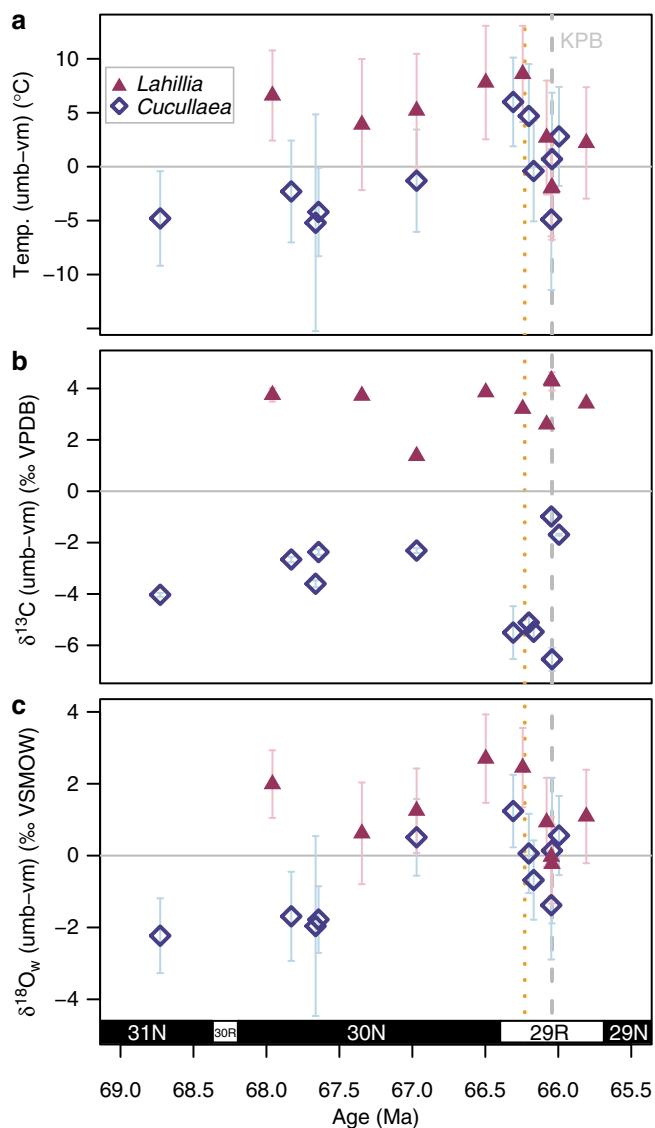 a
KPB
Lahillia
Cucullaea
Temp. (umb–vm) (°C)
10
5
0
−5
−10
b
δ13C (umb–vm) (‰ VPDB)
4
2
0
−2
−4
−6
c
δ18Ow (umb–vm) (‰ VSMOW)
4
2
0
−2
−4
31N 30R 30N 29R 29N
69.0 68.5 68.0 67.5 67.0 66.5 66.0 65.5
Age (Ma)